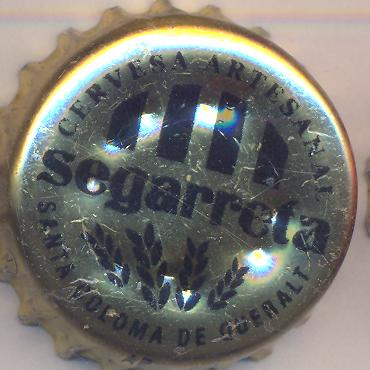 CERVESA ARTESANAL
Segarreta
SANTA COLOMA DE QUERALT